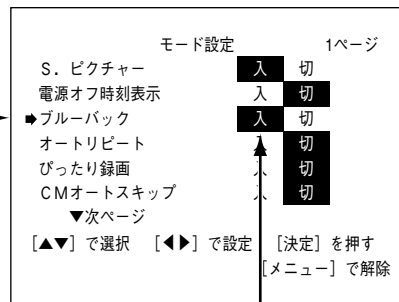 モード設定 1ページ
S．ピクチャー 入 切
電源オフ時刻表示 入 切
➡ブルーバック 入 切
オートリピート 入 切
ぴったり録画 入 切
CMオートスキップ 入 切
▼次ページ
［▲▼］で選択 ［◀▶］で設定 ［決定］を押す
［メニュー］で解除